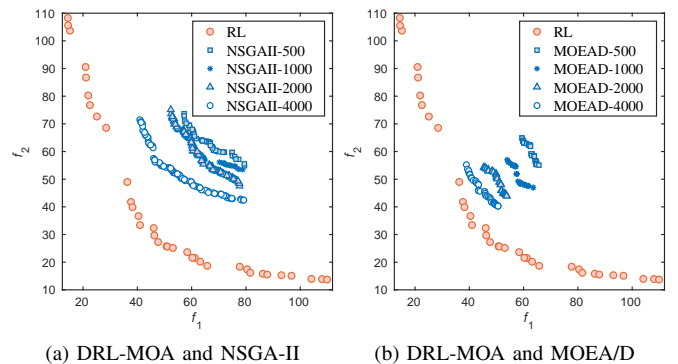 110
100
90
80
70
60
50
40
30
20
10
f2
20 40 60 80 100
f1
RL
NSGAII-500
NSGAII-1000
NSGAII-2000
NSGAII-4000
(a) DRL-MOA and NSGA-II
110
100
90
80
70
60
50
40
30
20
10
f2
20 40 60 80 100
f1
RL
MOEAD-500
MOEAD-1000
MOEAD-2000
MOEAD-4000
(b) DRL-MOA and MOEA/D